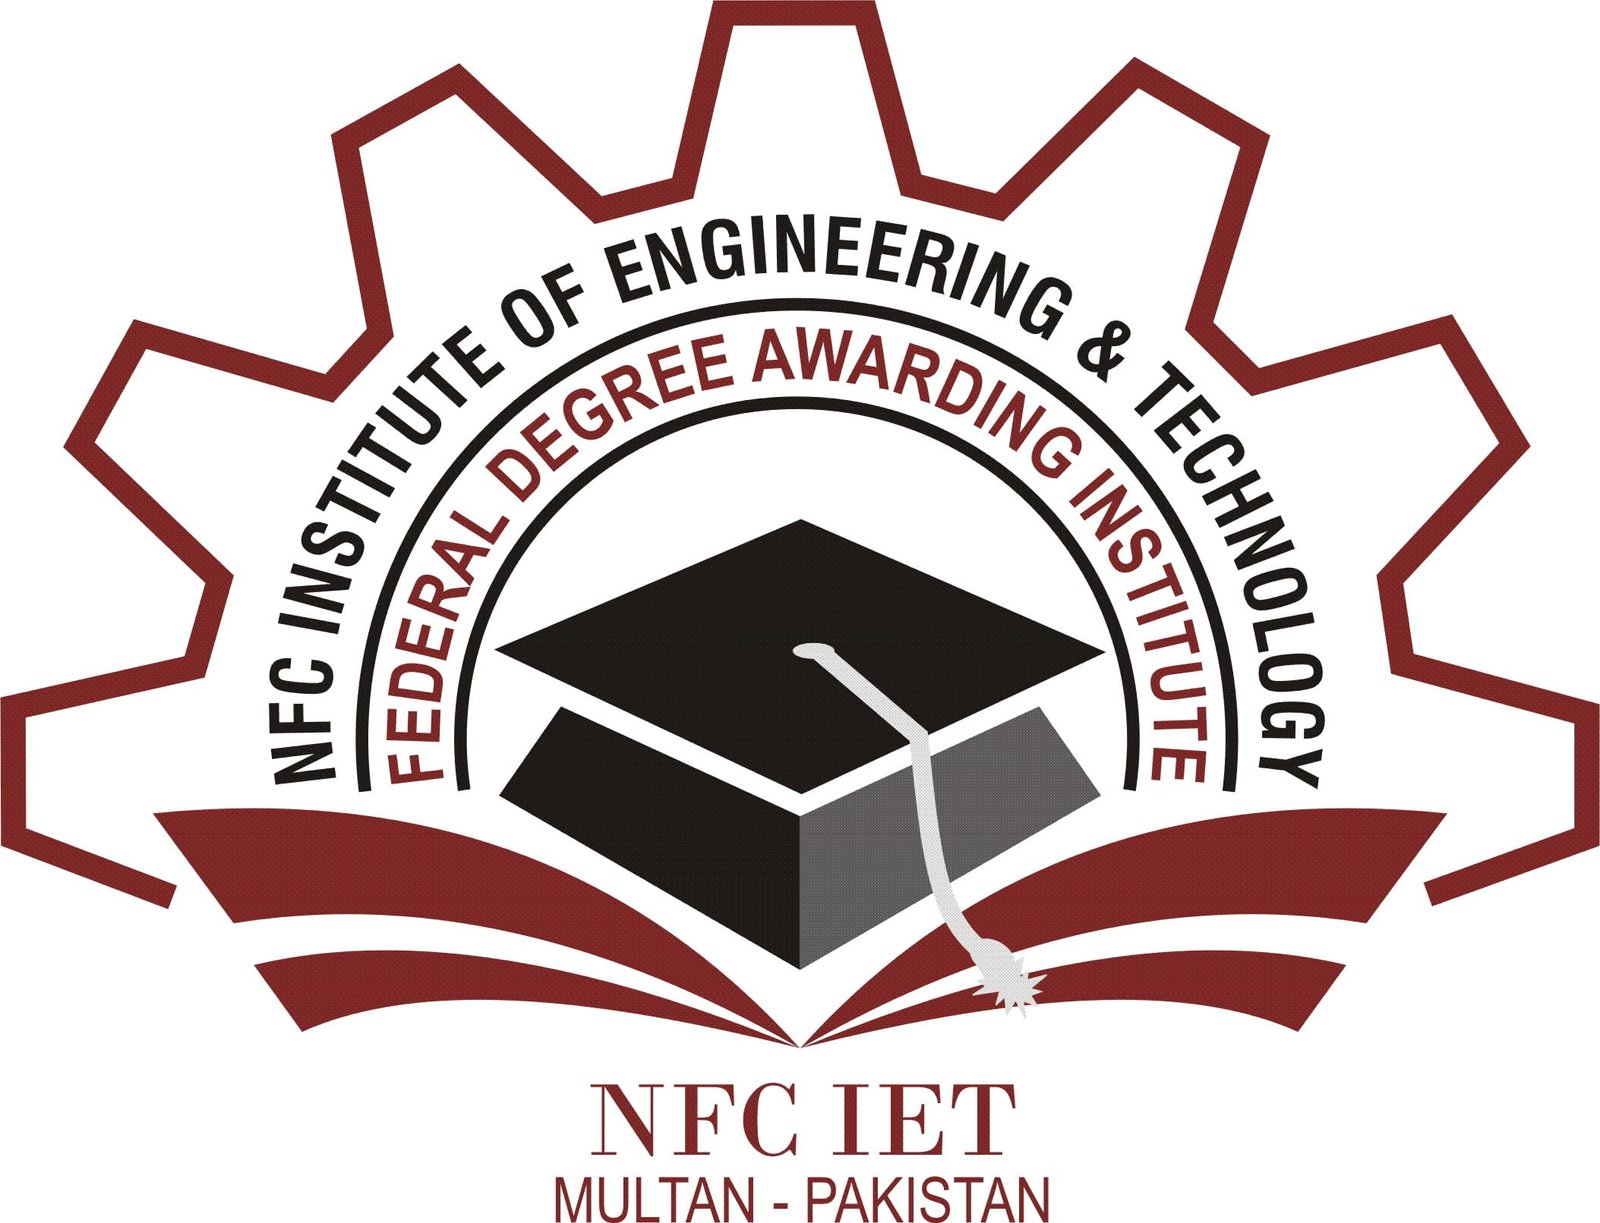 NFC INSTITUTE OF ENGINEERING & TECHNOLOGY
FEDERAL DEGREE AWARDING INSTITUTE
NFC IET
MULTAN - PAKISTAN